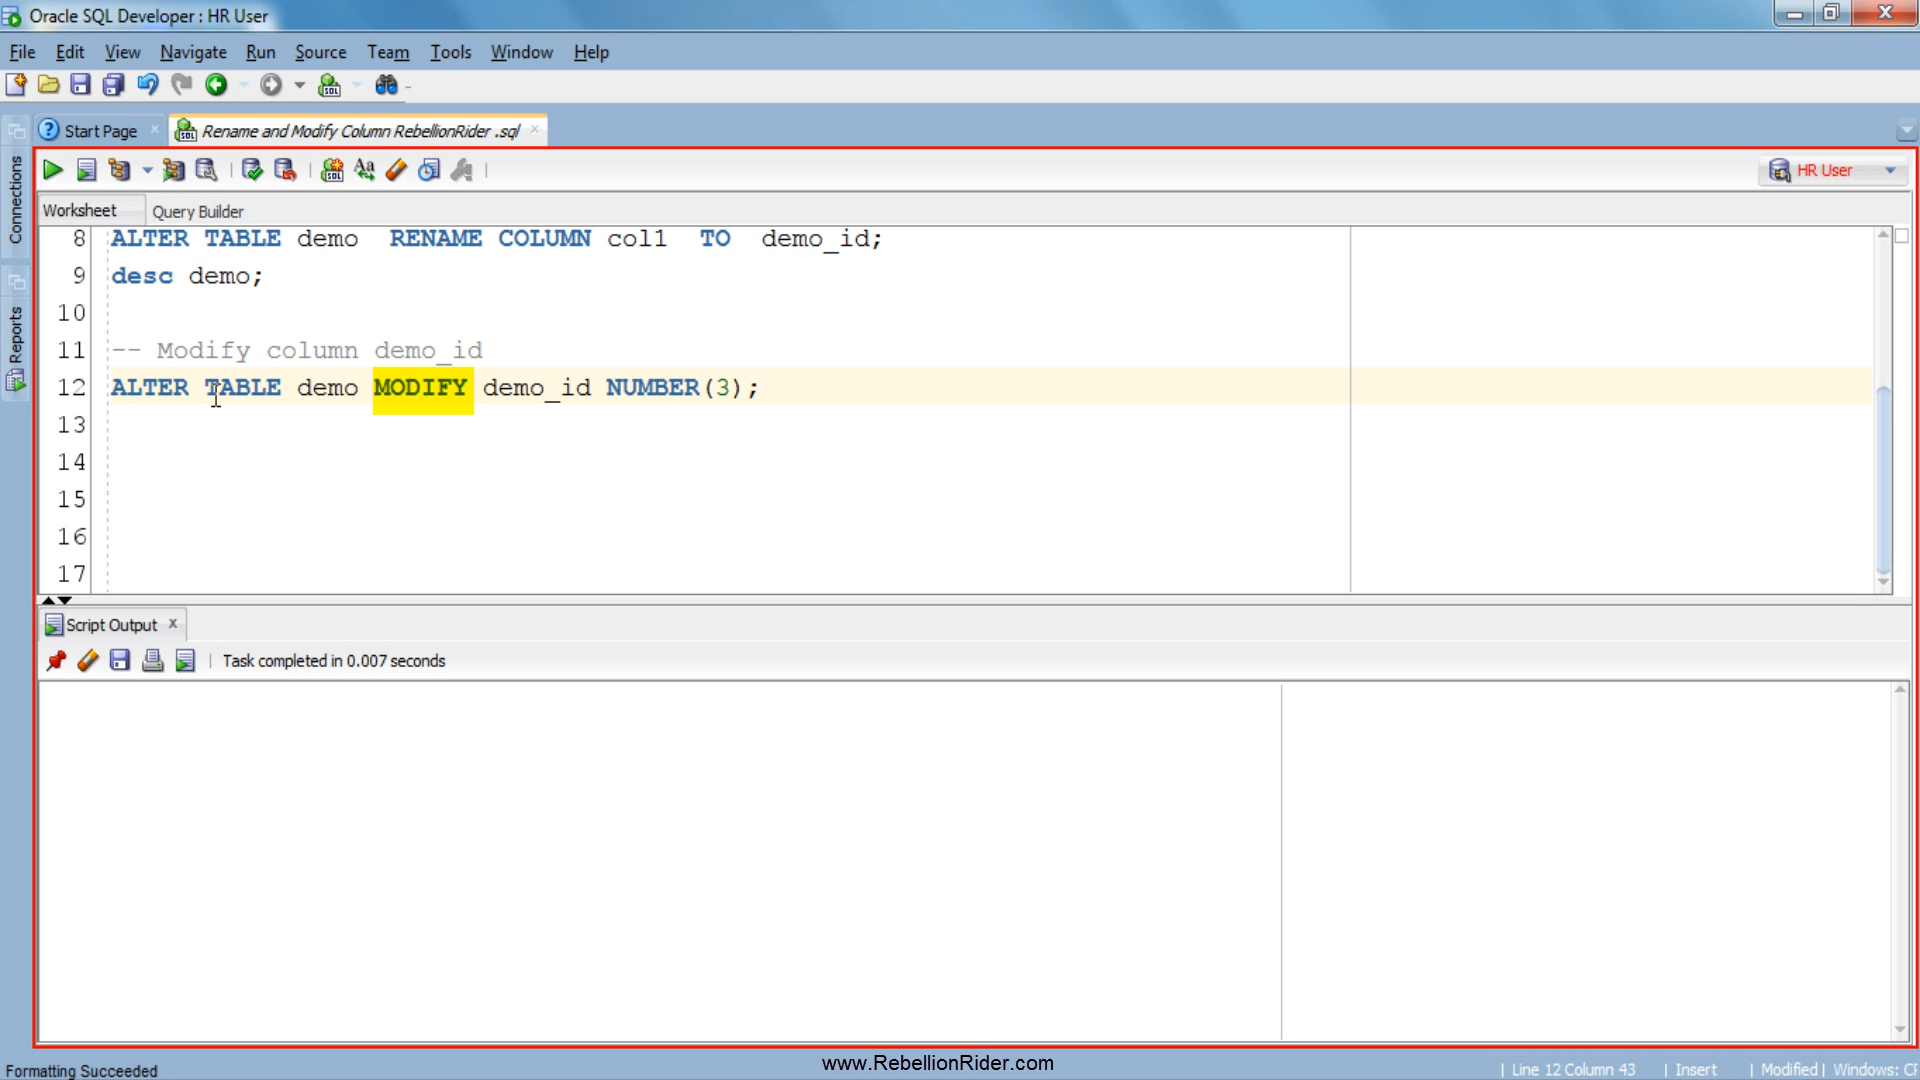 Oracle SQL Developer : HR User
File Edit View Navigate Run Source Team Tools Window Help
Start Page
Rename and Modify Column RebellionRider .sql
HR User
Connections
Reports
Worksheet Query Builder
8 ALTER TABLE demo RENAME COLUMN col1 TO demo_id;
9 desc demo;
10
11 -- Modify column demo_id
12 ALTER TABLE demo MODIFY demo_id NUMBER(3);
13
14
15
16
17
Script Output
Task completed in 0.007 seconds
www.RebellionRider.com
Formatting Succeeded
| Line 12 Column 43 | Insert | Modified | Windows: CF